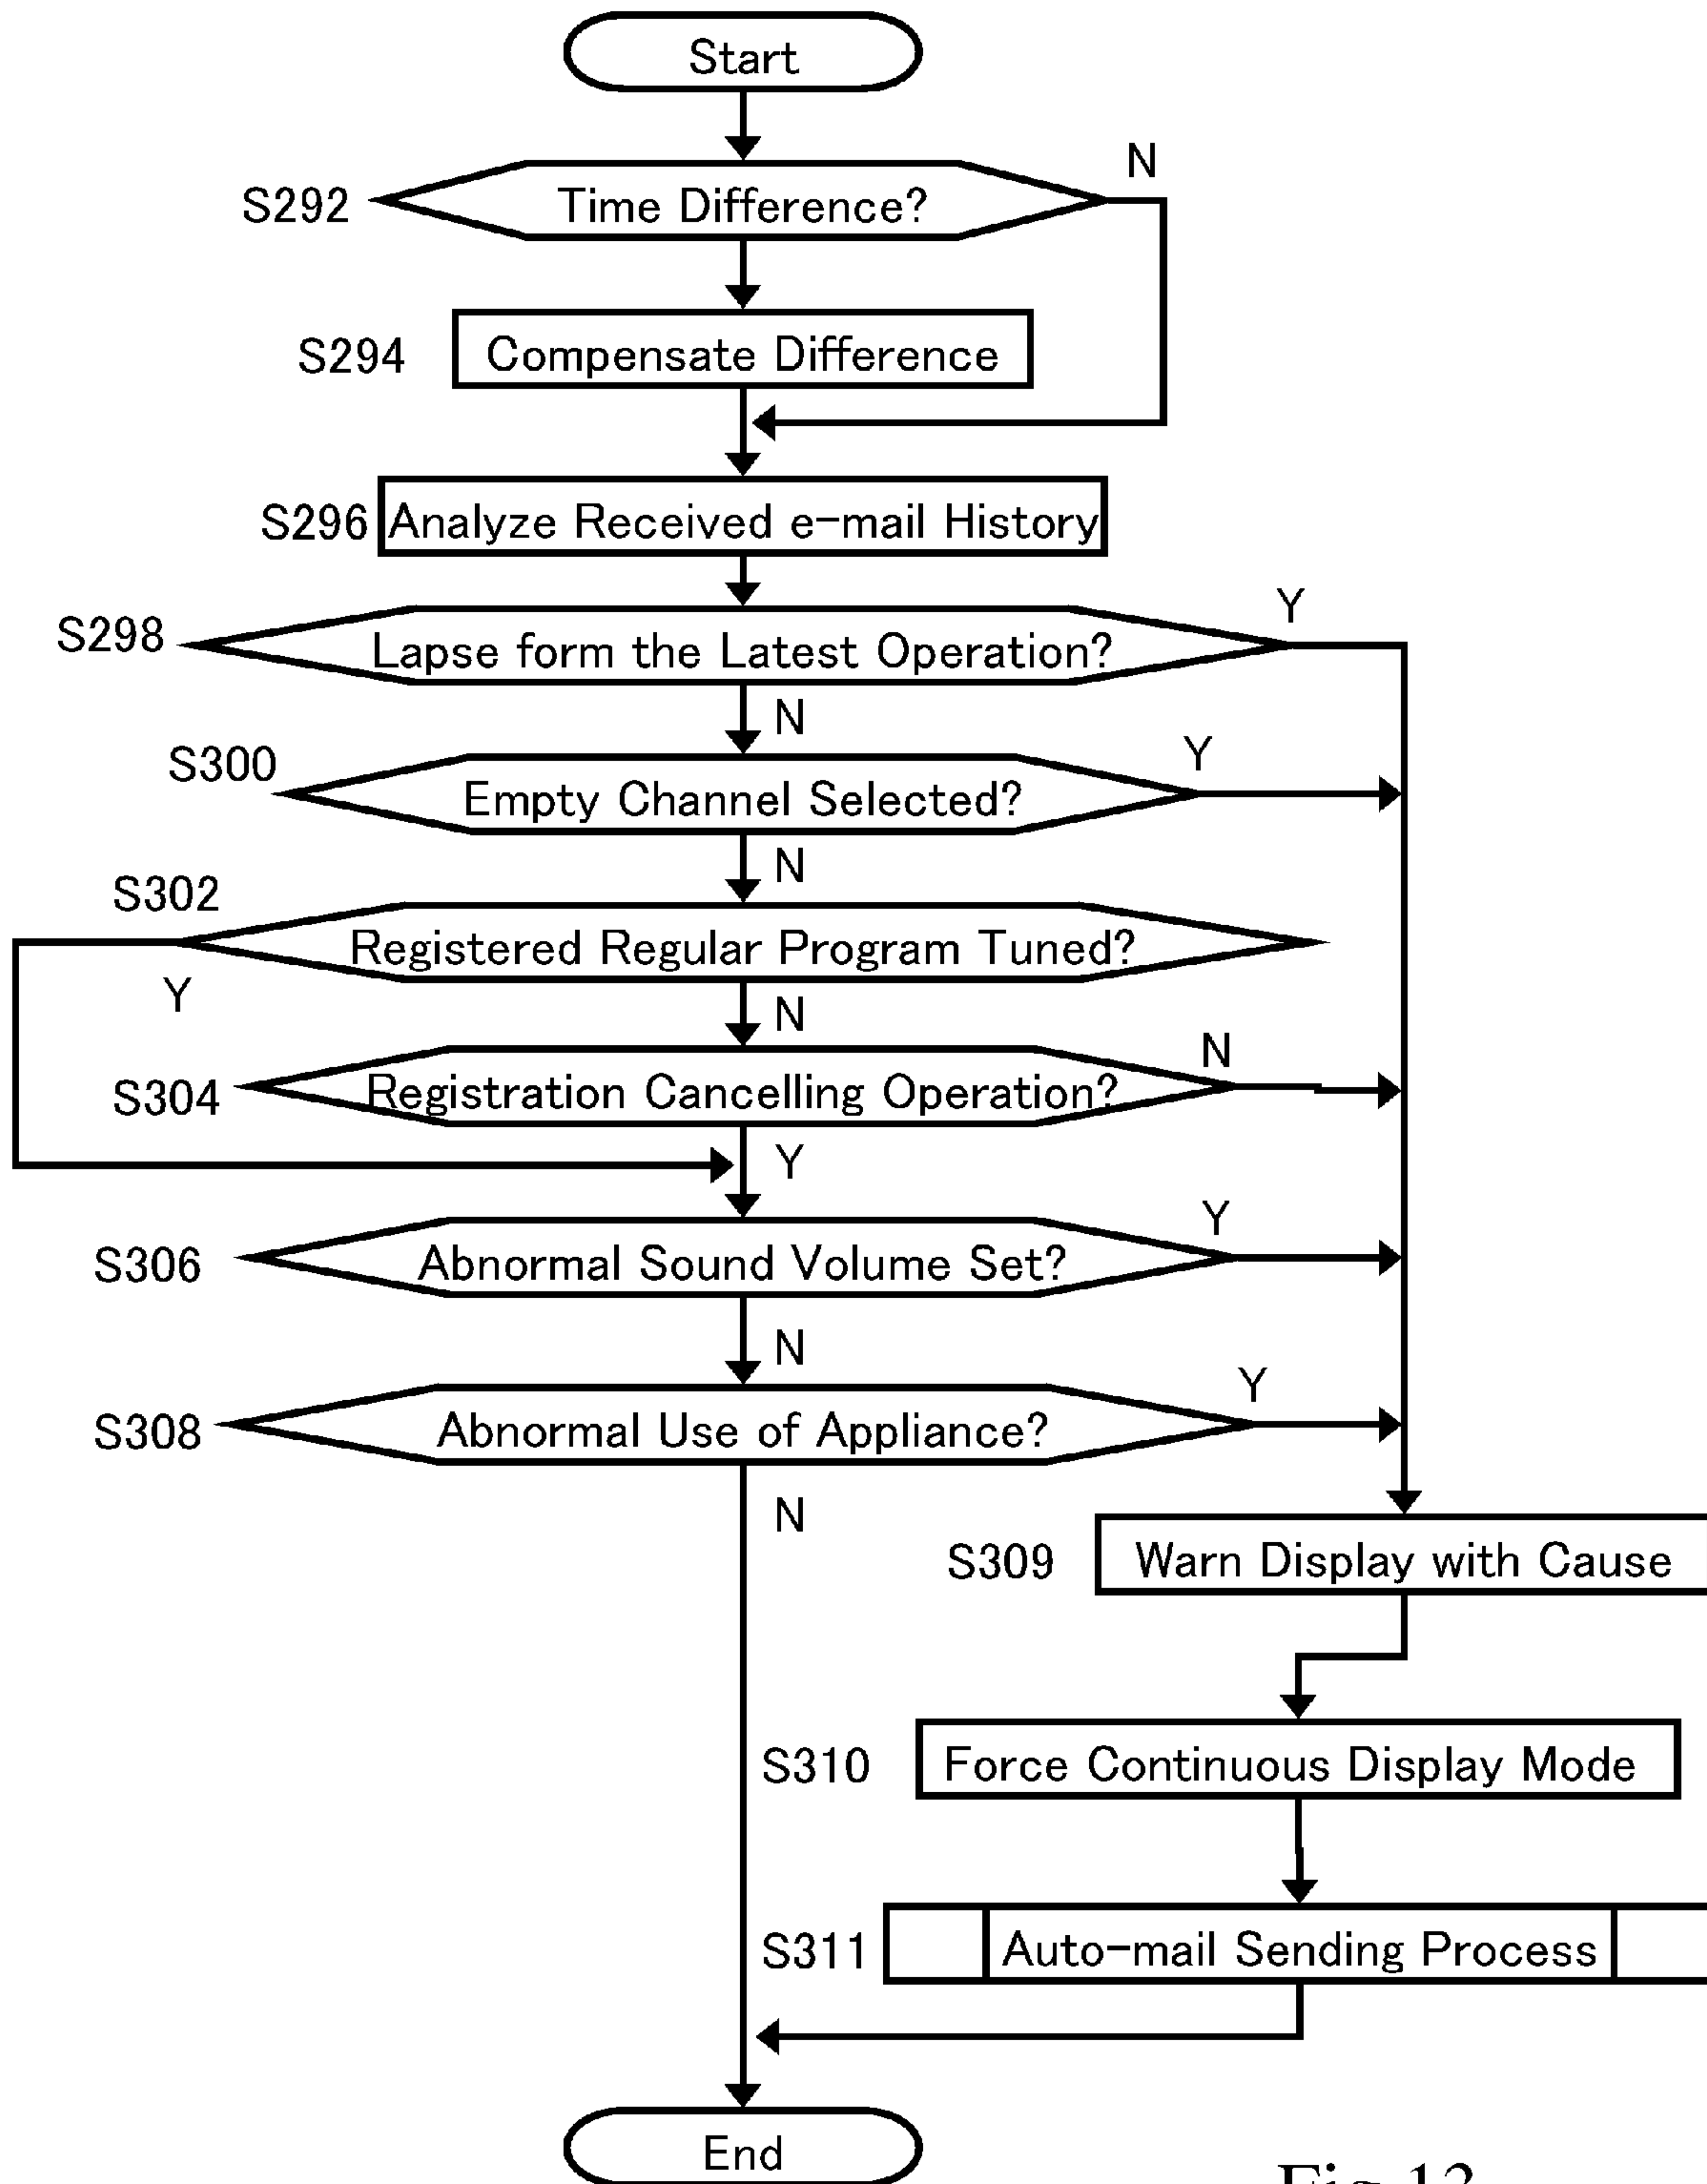 Start
N
S292
Time Difference?
S294
Compensate Difference
S296
Analyze Received e-mail History
Y
S298
Lapse form the Latest Operation?
N
Y
S300
Empty Channel Selected?
N
S302
Registered Regular Program Tuned?
Y
N
N
S304
Registration Cancelling Operation?
Y
Y
S306
Abnormal Sound Volume Set?
N
Y
S308
Abnormal Use of Appliance?
N
S309
Warn Display with Cause
S310
Force Continuous Display Mode
S311
Auto-mail Sending Process
End